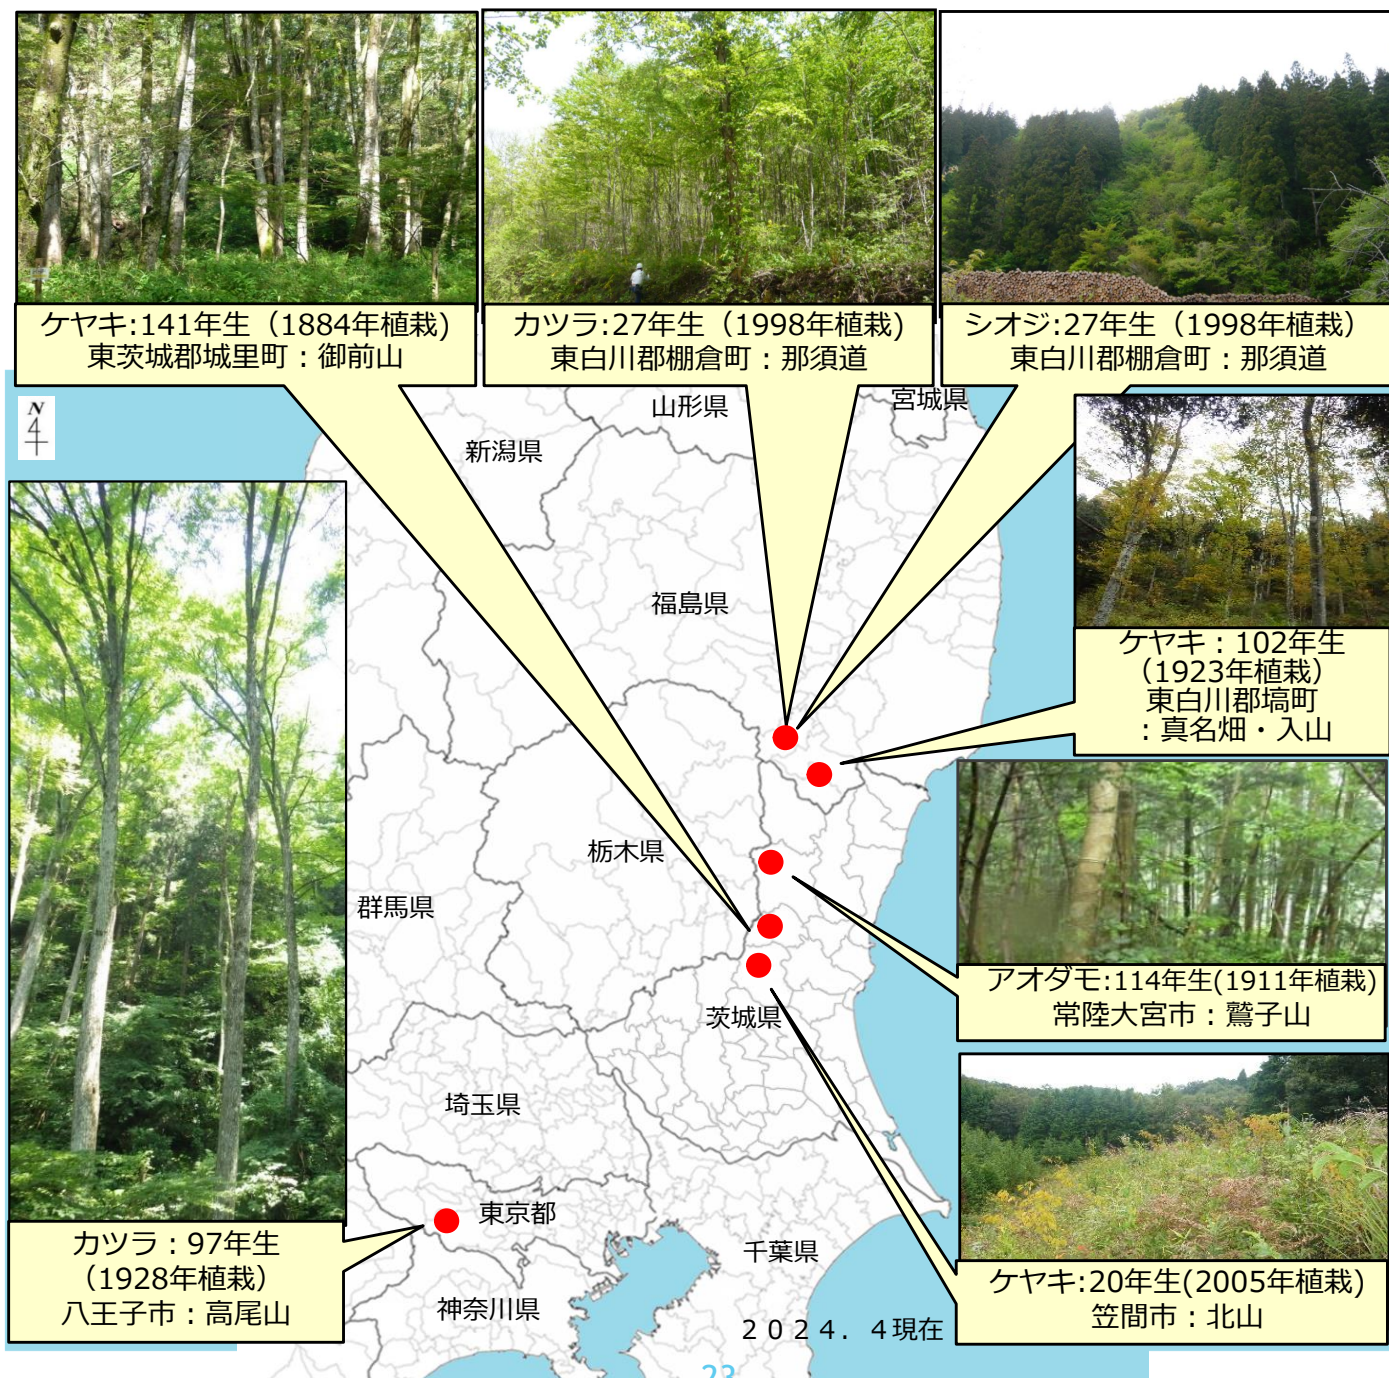 ケヤキ:141年生（1884年植栽）
東茨城郡城里町：御前山
カツラ:27年生（1998年植栽）
東白川郡棚倉町：那須道
シオジ:27年生（1998年植栽）
東白川郡棚倉町：那須道
N
山形県
宮城県
新潟県
福島県
ケヤキ：102年生
（1923年植栽）
東白川郡塙町
：真名畑・入山
栃木県
群馬県
アオダモ:114年生(1911年植栽)
常陸大宮市：鷲子山
茨城県
埼玉県
東京都
カツラ：97年生
（1928年植栽）
八王子市：高尾山
千葉県
神奈川県
ケヤキ:20年生(2005年植栽)
笠間市：北山
２０２４．４現在
23